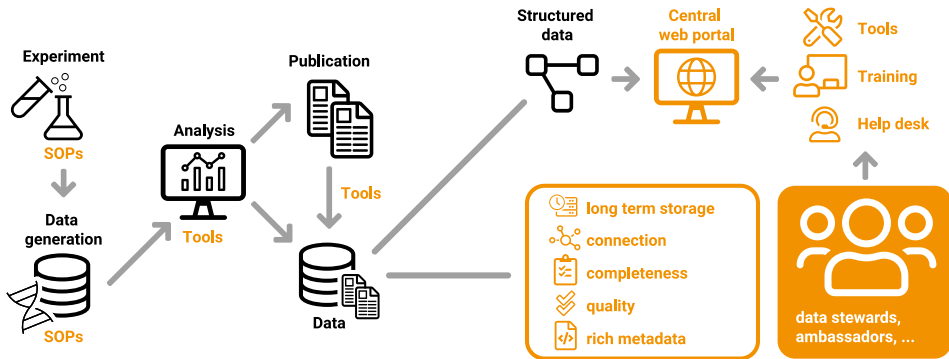 Experiment
SOPs
Data
generation
SOPs
Analysis
Tools
Publication
Tools
Data
Structured
data
Central
web portal
Tools
Training
Help desk
long term storage
connection
completeness
quality
rich metadata
data stewards,
ambassadors, ...